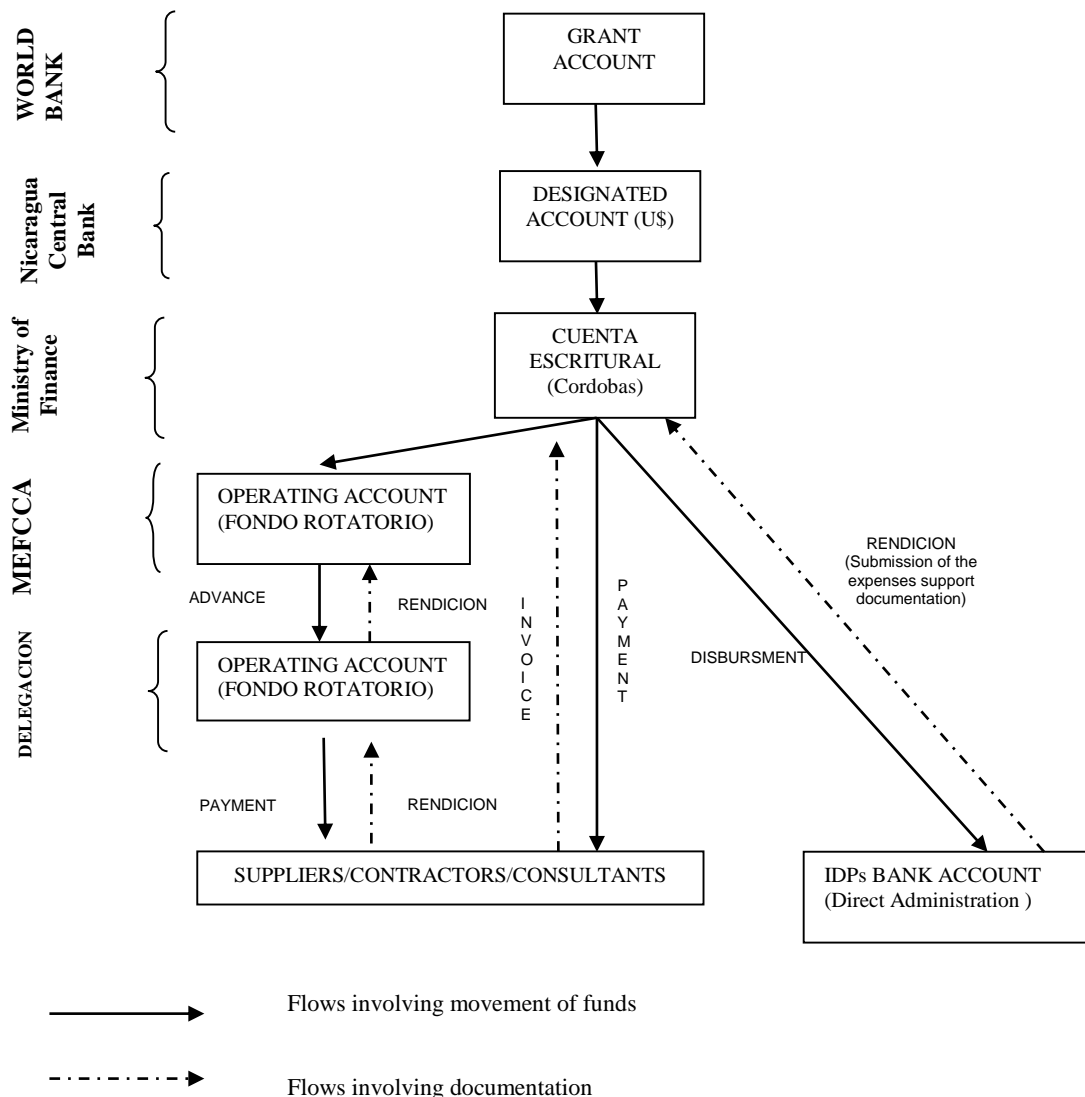 WORLD
BANK
GRANT
ACCOUNT
Nicaragua
Central
Bank
DESIGNATED
ACCOUNT (U$)
Ministry of
Finance
CUENTA
ESCRITURAL
(Cordobas)
MEFCCA
OPERATING ACCOUNT
(FONDO ROTATORIO)
ADVANCE
RENDICION
INVOICE
PAYMENT
RENDICION
(Submission of the
expenses support
documentation)
DISBURSMENT
DELEGACION
OPERATING ACCOUNT
(FONDO ROTATORIO)
PAYMENT
RENDICION
SUPPLIERS/CONTRACTORS/CONSULTANTS
IDPs BANK ACCOUNT
(Direct Administration )
Flows involving movement of funds
Flows involving documentation